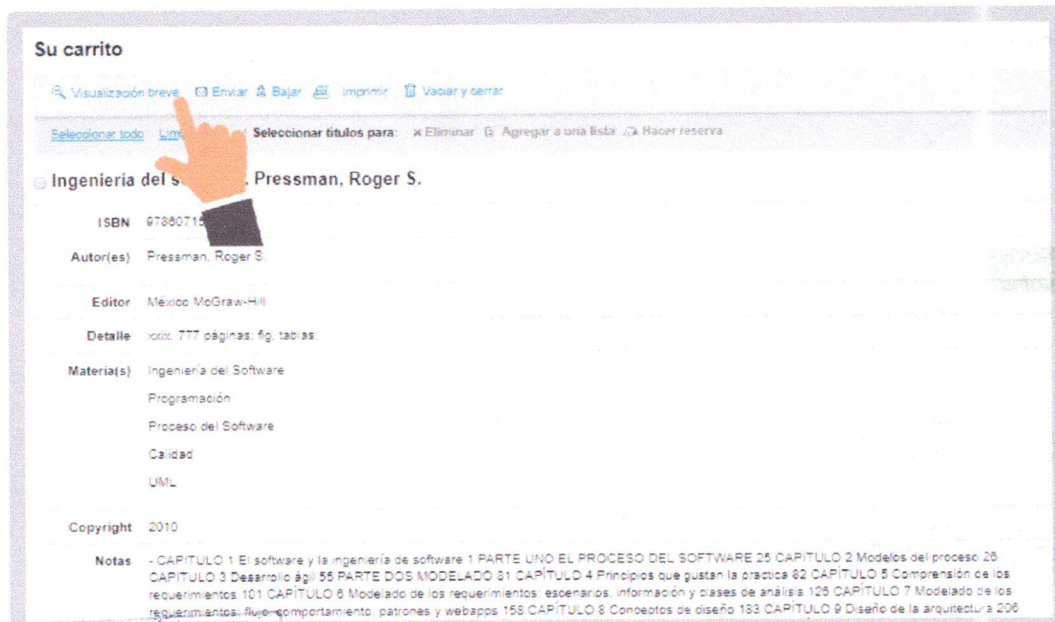 Su carrito
Visualización breve Enviar Bajar Imprimir Vaciar y cerrar
Seleccionar todo Seleccionar títulos para: Eliminar Agregar a una lista Hacer reserva
Ingeniería del Pressman, Roger S.
ISBN
Autor(es) Pressman, Roger S.
Editor México McGraw-Hill
Detalle xxix, 777 páginas; fig, tablas;
Materia(s) Ingeniería del Software
Programación
Proceso del Software
Calidad
UML
Copyright 2010
Notas - CAPITULO 1 El software y la ingeniería de software 1 PARTE UNO EL PROCESO DEL SOFTWARE 25 CAPITULO 2 Modelos del proceso 26
CAPITULO 3 Desarrollo ágil 55 PARTE DOS MODELADO 81 CAPÍTULO 4 Principios que gustan la practica 82 CAPÍTULO 5 Comprensión de los
requerimientos 101 CAPÍTULO 6 Modelado de los requerimientos: escenarios, información y clases de análisis 126 CAPÍTULO 7 Modelado de los
requerimientos: flujo, comportamiento, patrones y webapps 158 CAPÍTULO 8 Conceptos de diseño 183 CAPÍTULO 9 Diseño de la arquitectura 206